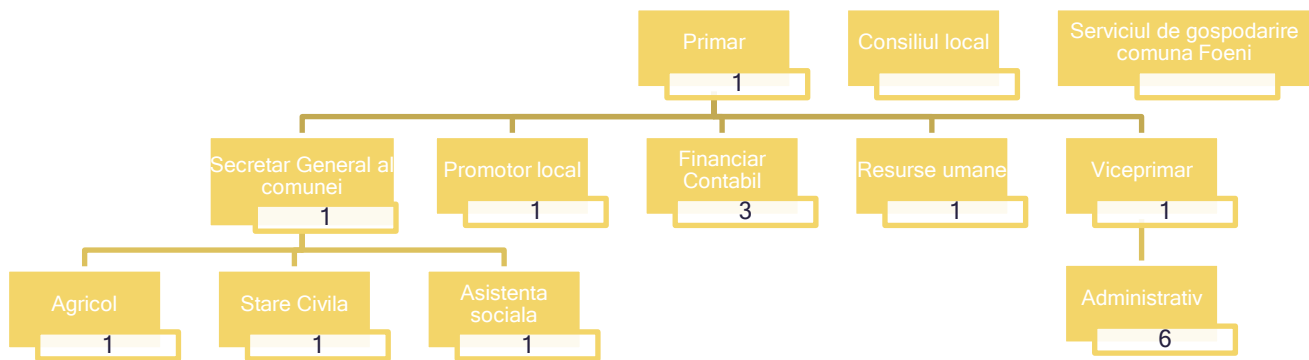 Primar
1
Consiliul local
Serviciul de gospodarire
comuna Foeni
Secretar General al
comunei
1
Promotor local
1
Financiar
Contabil
3
Resurse umane
1
Viceprimar
1
Agricol
1
Stare Civila
1
Asistenta
sociala
1
Administrativ
6